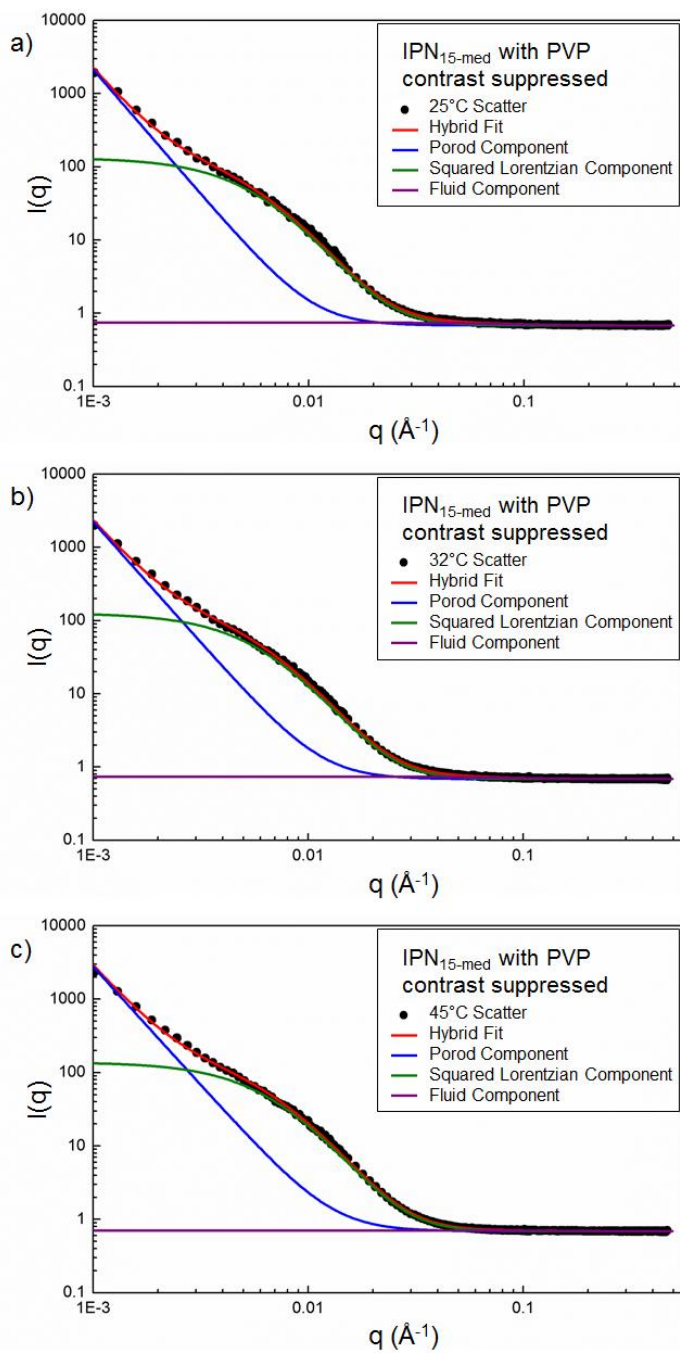 a)
10000
1000
100
10
1
0.1
I(q)
1E-3
0.01
0.1
q (Å⁻¹)
IPN₁₅₋ₘₑd with PVP
contrast suppressed
25°C Scatter
Hybrid Fit
Porod Component
Squared Lorentzian Component
Fluid Component
b)
10000
1000
100
10
1
0.1
I(q)
1E-3
0.01
0.1
q (Å⁻¹)
IPN₁₅₋ₘₑd with PVP
contrast suppressed
32°C Scatter
Hybrid Fit
Porod Component
Squared Lorentzian Component
Fluid Component
c)
10000
1000
100
10
1
0.1
I(q)
1E-3
0.01
0.1
q (Å⁻¹)
IPN₁₅₋ₘₑd with PVP
contrast suppressed
45°C Scatter
Hybrid Fit
Porod Component
Squared Lorentzian Component
Fluid Component